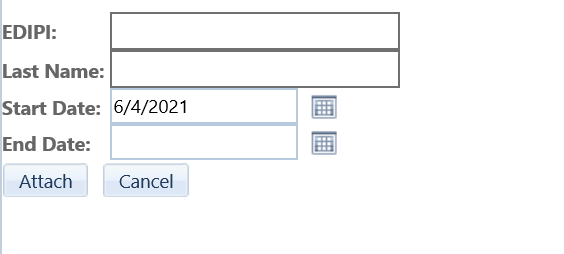 EDIPI:
Last Name:
Start Date: 6/4/2021
End Date:
Attach Cancel